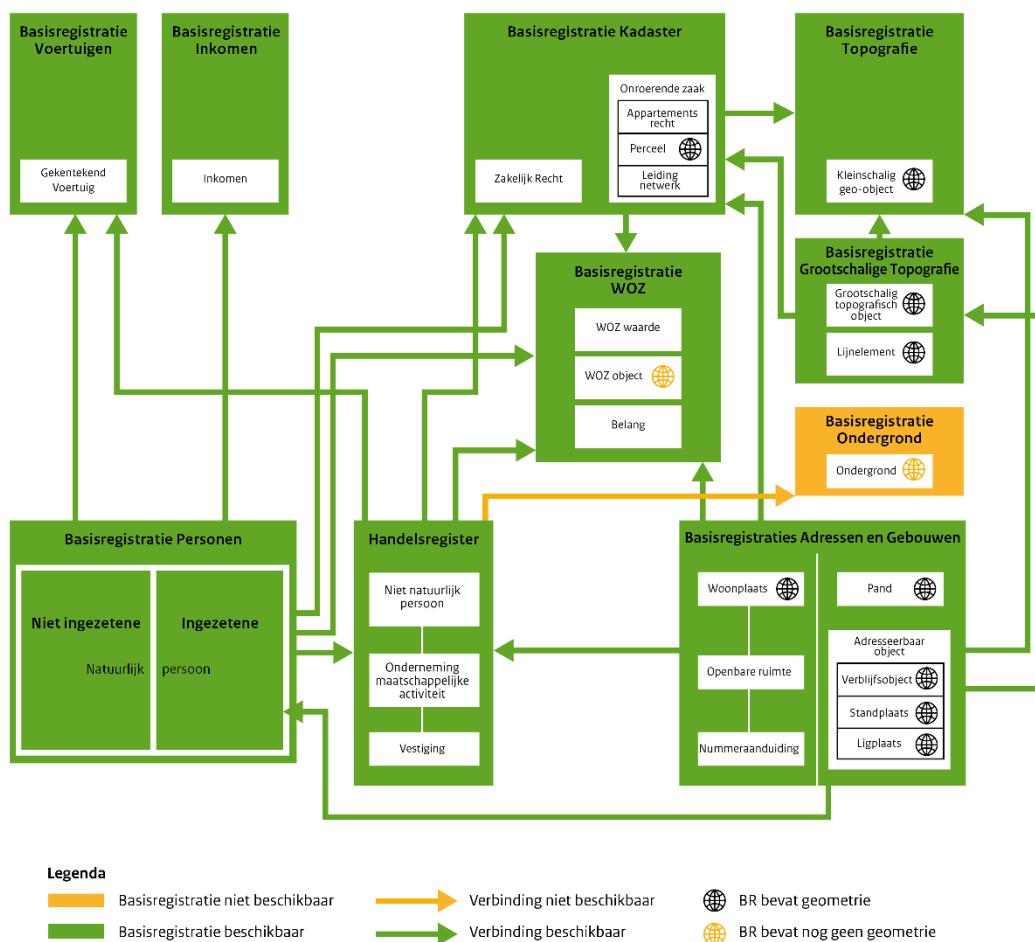 Basisregistratie
Voertuigen
Gekentekend
Voertuig
Basisregistratie
Inkomen
Inkomen
Basisregistratie Kadaster
Onroerende zaak
Appartements
recht
Perceel
Leiding
netwerk
Zakelijk Recht
Basisregistratie
Topografie
Kleinschalig
geo-object
Basisregistratie
Grootschalige Topografie
Grootschalig
topografisch
object
Lijnelement
Basisregistratie
WOZ
WOZ waarde
WOZ object
Belang
Basisregistratie
Ondergrond
Ondergrond
Basisregistratie Personen
Niet ingezetene
Ingezetene
Natuurlijk persoon
Handelsregister
Niet natuurlijk
persoon
Onderneming
maatschappelijke
activiteit
Vestiging
Basisregistraties Adressen en Gebouwen
Woonplaats
Openbare ruimte
Nummeraanduiding
Pand
Adresseerbaar
object
Verblijfsobject
Standplaats
Ligplaats
Legenda
Basisregistratie niet beschikbaar
Verbinding niet beschikbaar
BR bevat geometrie
Basisregistratie beschikbaar
Verbinding beschikbaar
BR bevat nog geen geometrie